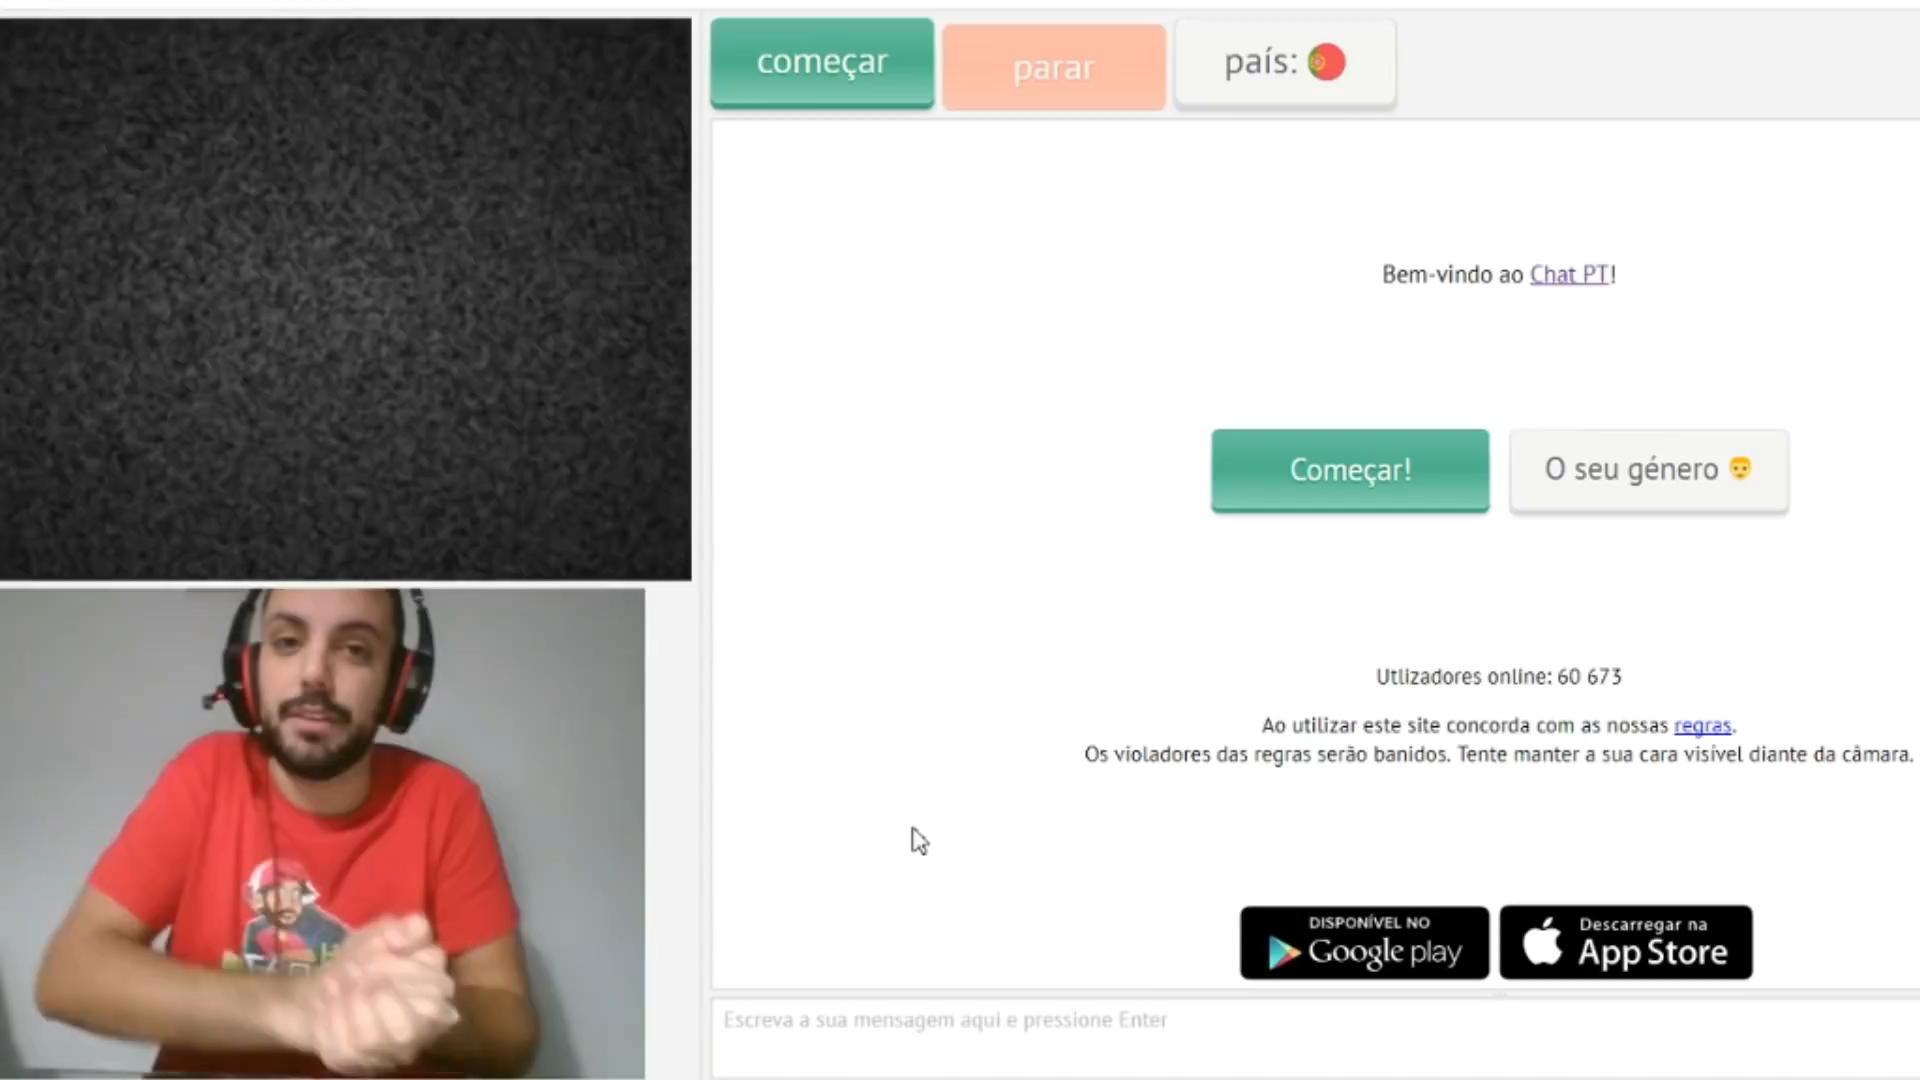 começar
parar
país:
Bem-vindo ao Chat PT!
Começar!
O seu género
Utlizadores online: 60 673
Ao utilizar este site concorda com as nossas regras.
Os violadores das regras serão banidos. Tente manter a sua cara visível diante da câmara.
DISPONÍVEL NO
Google play
Descarregar na
App Store
Escreva a sua mensagem aqui e pressione Enter